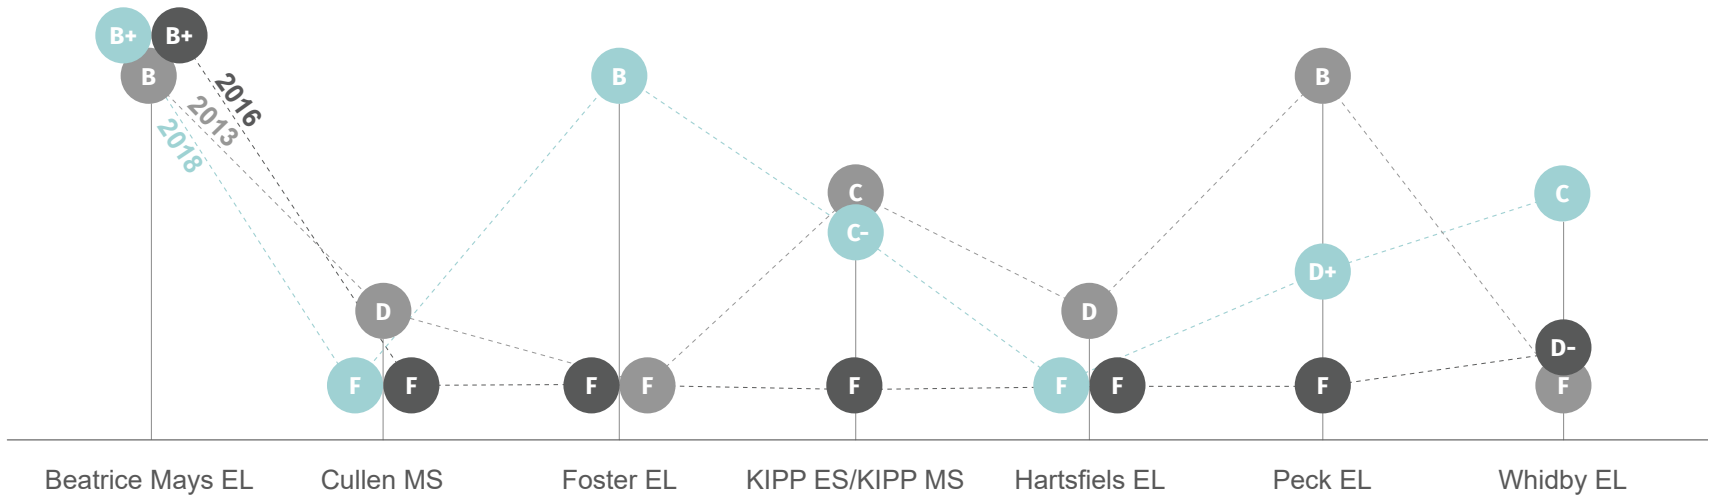 B+ B+ B B
B
2016
2013
2018
C C
C-
D+
D D
D-
F F F F F F F F F
Beatrice Mays EL Cullen MS Foster EL KIPP ES/KIPP MS Hartsfiels EL Peck EL Whidby EL